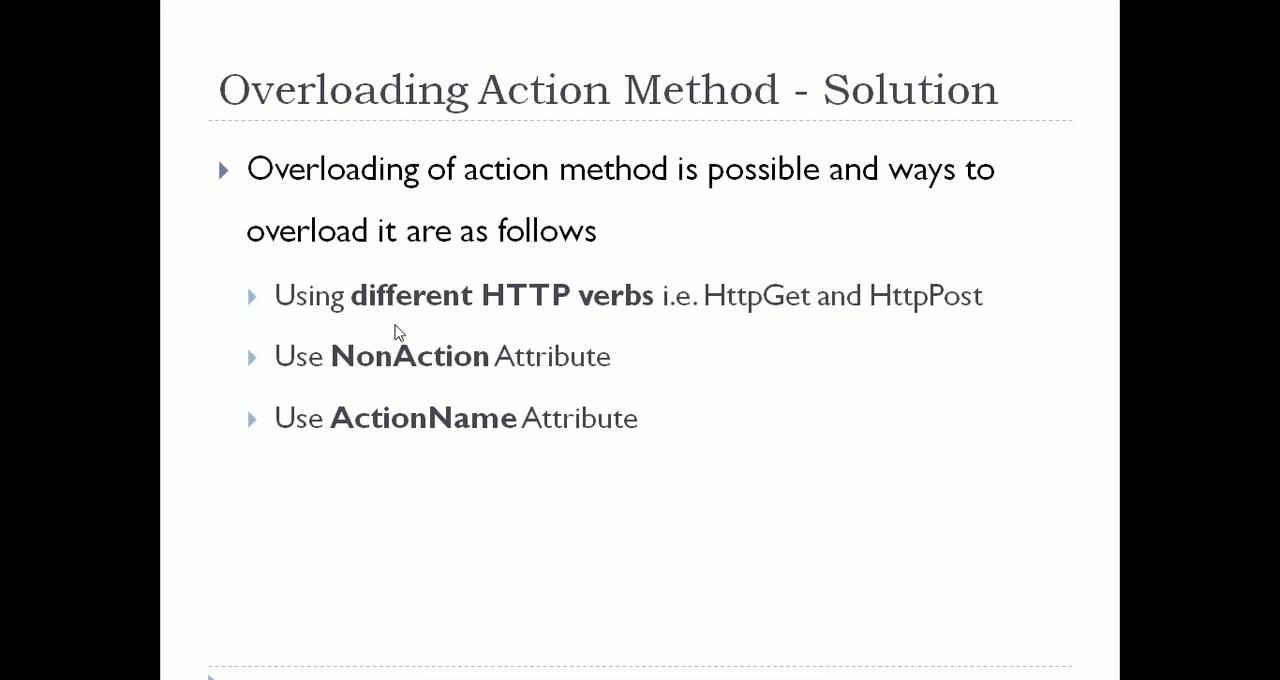 Overloading Action Method - Solution
Overloading of action method is possible and ways to
overload it are as follows
Using different HTTP verbs i.e. HttpGet and HttpPost
Use NonAction Attribute
Use ActionName Attribute